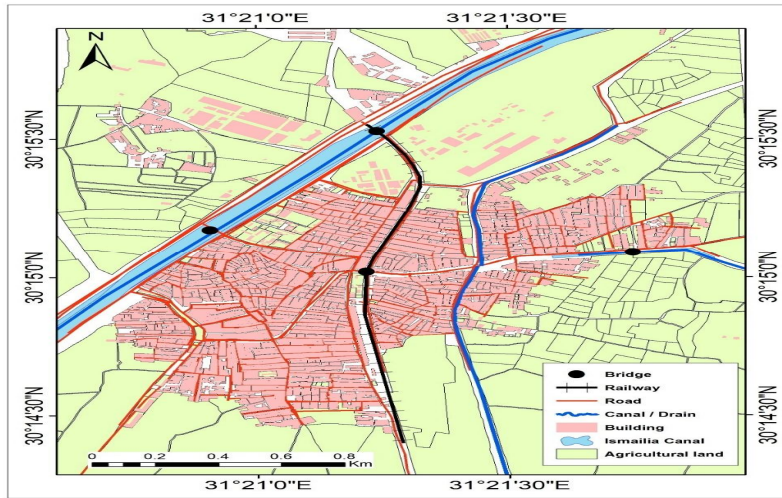 31°21'0"E 31°21'30"E
N
30°15'30"N 30°15'30"N
30°15'0"N 30°15'0"N
30°14'30"N 30°14'30"N
Bridge
Railway
Road
Canal / Drain
Building
Ismailia Canal
Agricultural land
0 0.2 0.4 0.6 0.8
Km
31°21'0"E 31°21'30"E